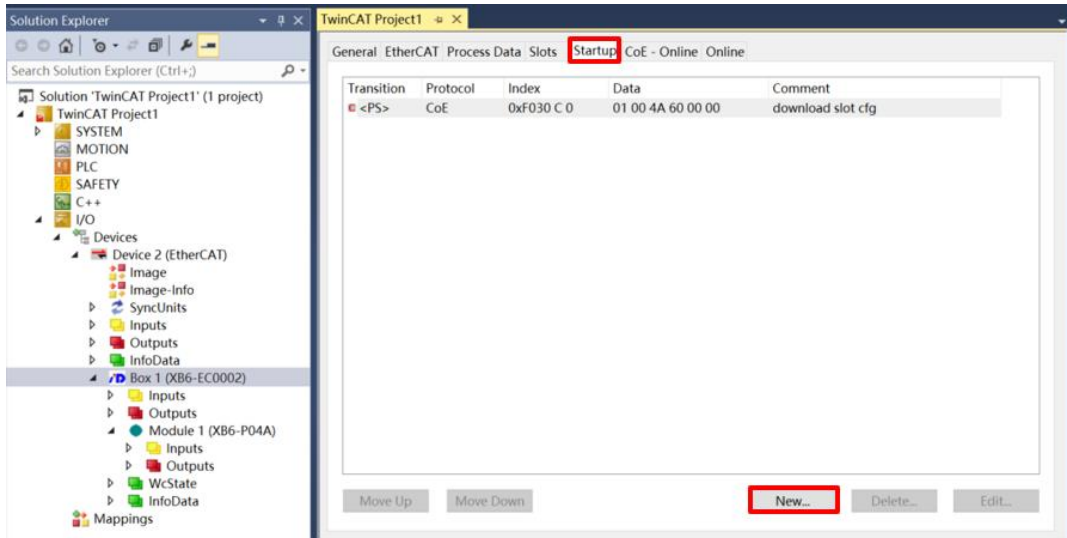 Solution Explorer
Search Solution Explorer (Ctrl+;)
Solution 'TwinCAT Project1' (1 project)
TwinCAT Project1
SYSTEM
MOTION
PLC
SAFETY
C++
I/O
Devices
Device 2 (EtherCAT)
Image
Image-Info
SyncUnits
Inputs
Outputs
InfoData
Box 1 (XB6-EC0002)
Inputs
Outputs
Module 1 (XB6-P04A)
Inputs
Outputs
WcState
InfoData
Mappings
TwinCAT Project1
General EtherCAT Process Data Slots Startup CoE - Online Online
Transition Protocol Index Data Comment
C <PS> CoE 0xF030 C 0 01 00 4A 60 00 00 download slot cfg
Move Up Move Down New... Delete... Edit...